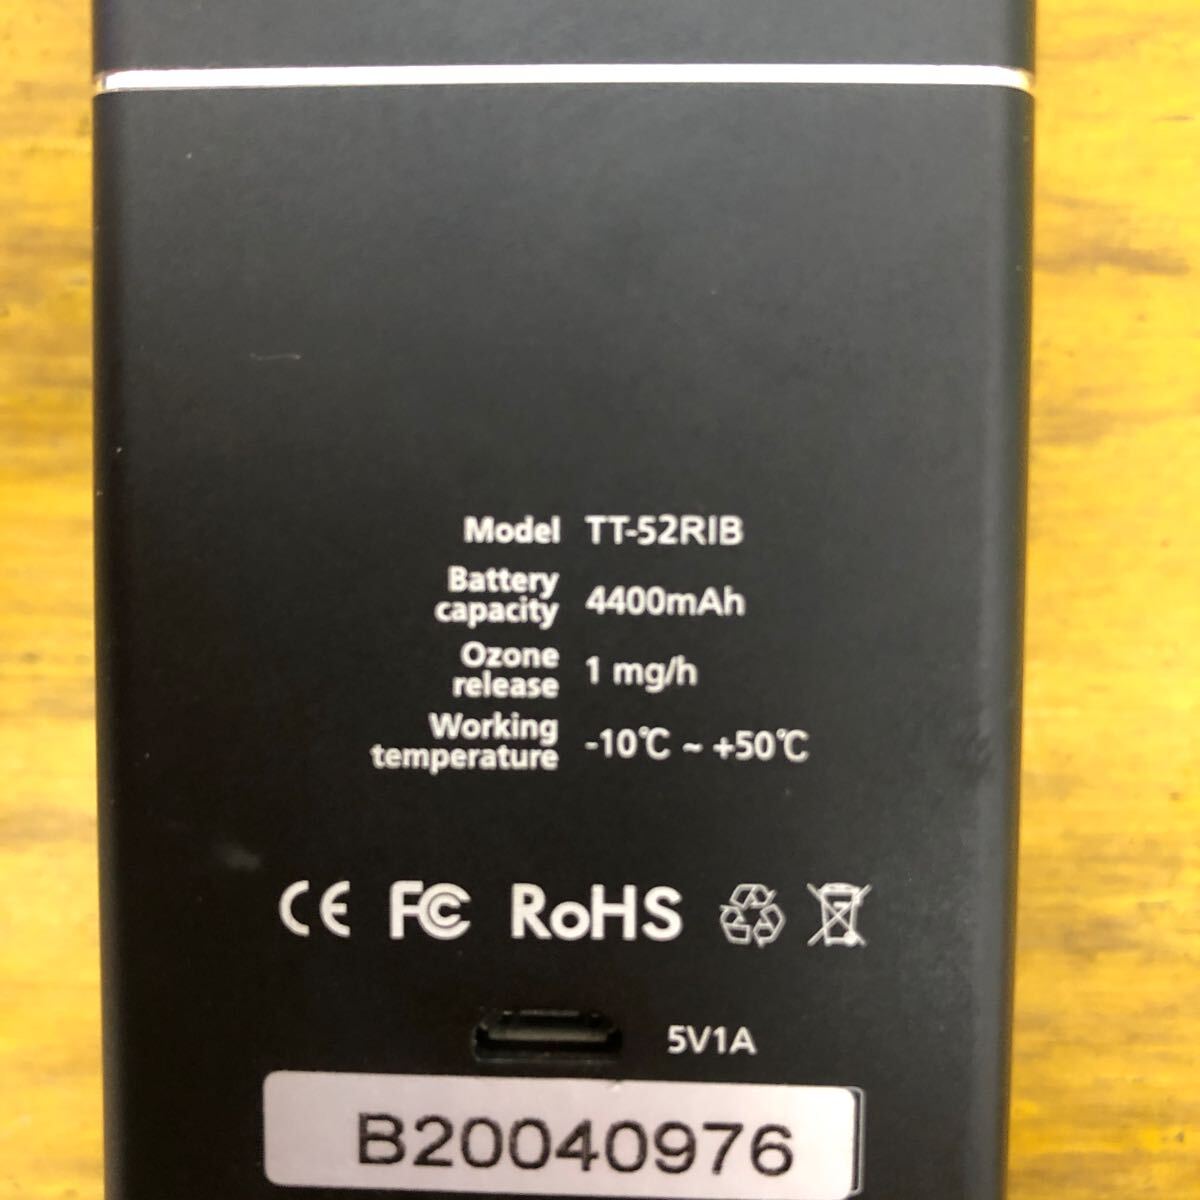 Model TT-52RIB
Battery capacity 4400mAh
Ozone release 1 mg/h
Working temperature -10℃ ~ +50℃
CE FC RoHS
5V1A
B20040976